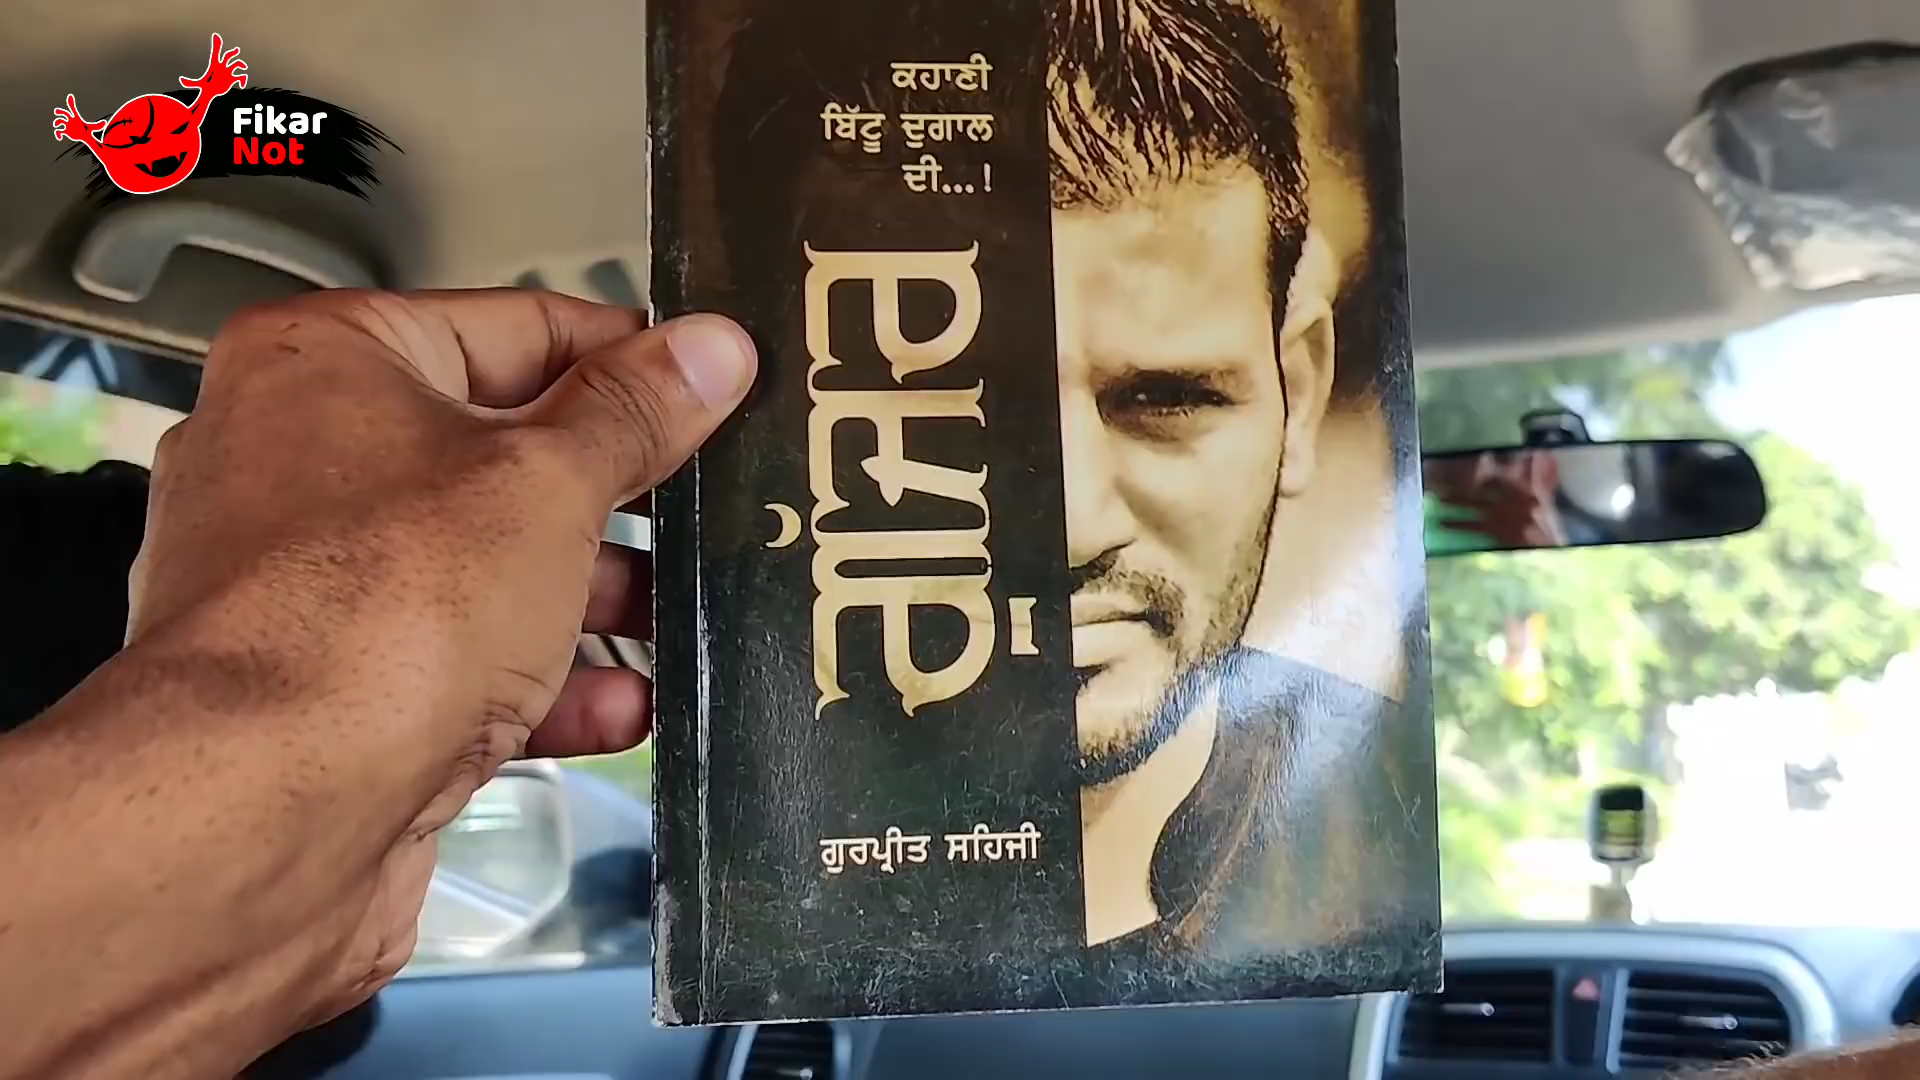 Fikar
Not
ਕਹਾਣੀ
ਬਿੱਟੂ ਦੁਗਾਲ
ਦੀ...!
ਗੁਰਪ੍ਰੀਤ ਸਹਿਜੀ